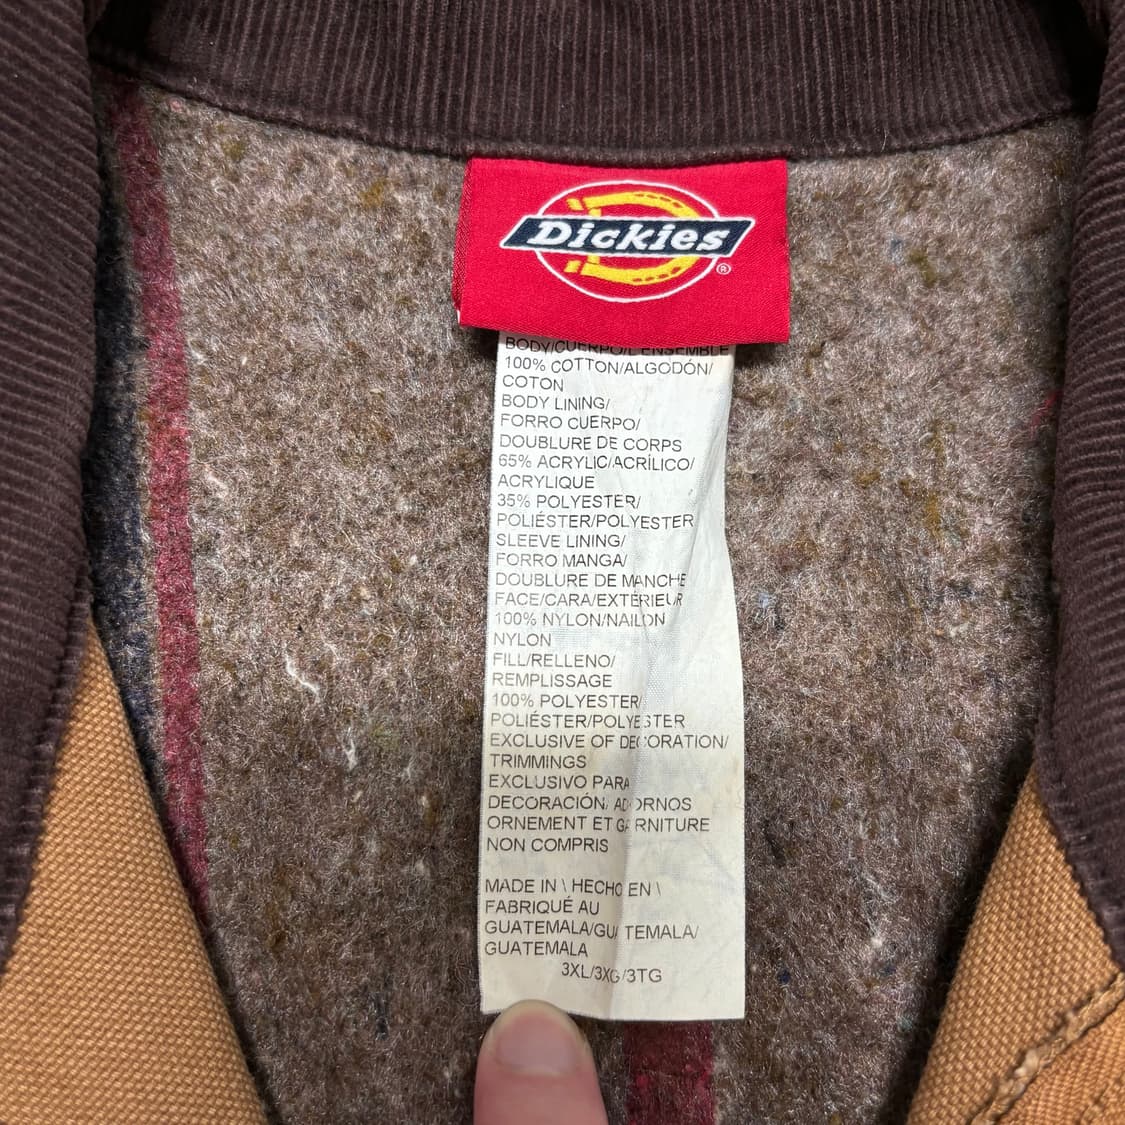 Dickies
®
BODY/CUERPO/L'ENSEMBLE
100% COTTON/ALGODÓN/
COTON
BODY LINING/
FORRO CUERPO/
DOUBLURE DE CORPS
65% ACRYLIC/ACRÍLICO/
ACRYLIQUE
35% POLYESTER/
POLIÉSTER/POLYESTER
SLEEVE LINING/
FORRO MANGA/
DOUBLURE DE MANCHE
FACE/CARA/EXTÉRIEUR
100% NYLON/NAILON
NYLON
FILL/RELLENO/
REMPLISSAGE
100% POLYESTER/
POLIÉSTER/POLYESTER
EXCLUSIVE OF DECORATION/
TRIMMINGS
EXCLUSIVO PARA
DECORACIÓN/ ADORNOS
ORNEMENT ET GARNITURE
NON COMPRIS
MADE IN \ HECHO EN \
FABRIQUÉ AU
GUATEMALA/GUATEMALA/
GUATEMALA
3XL/3XG/3TG